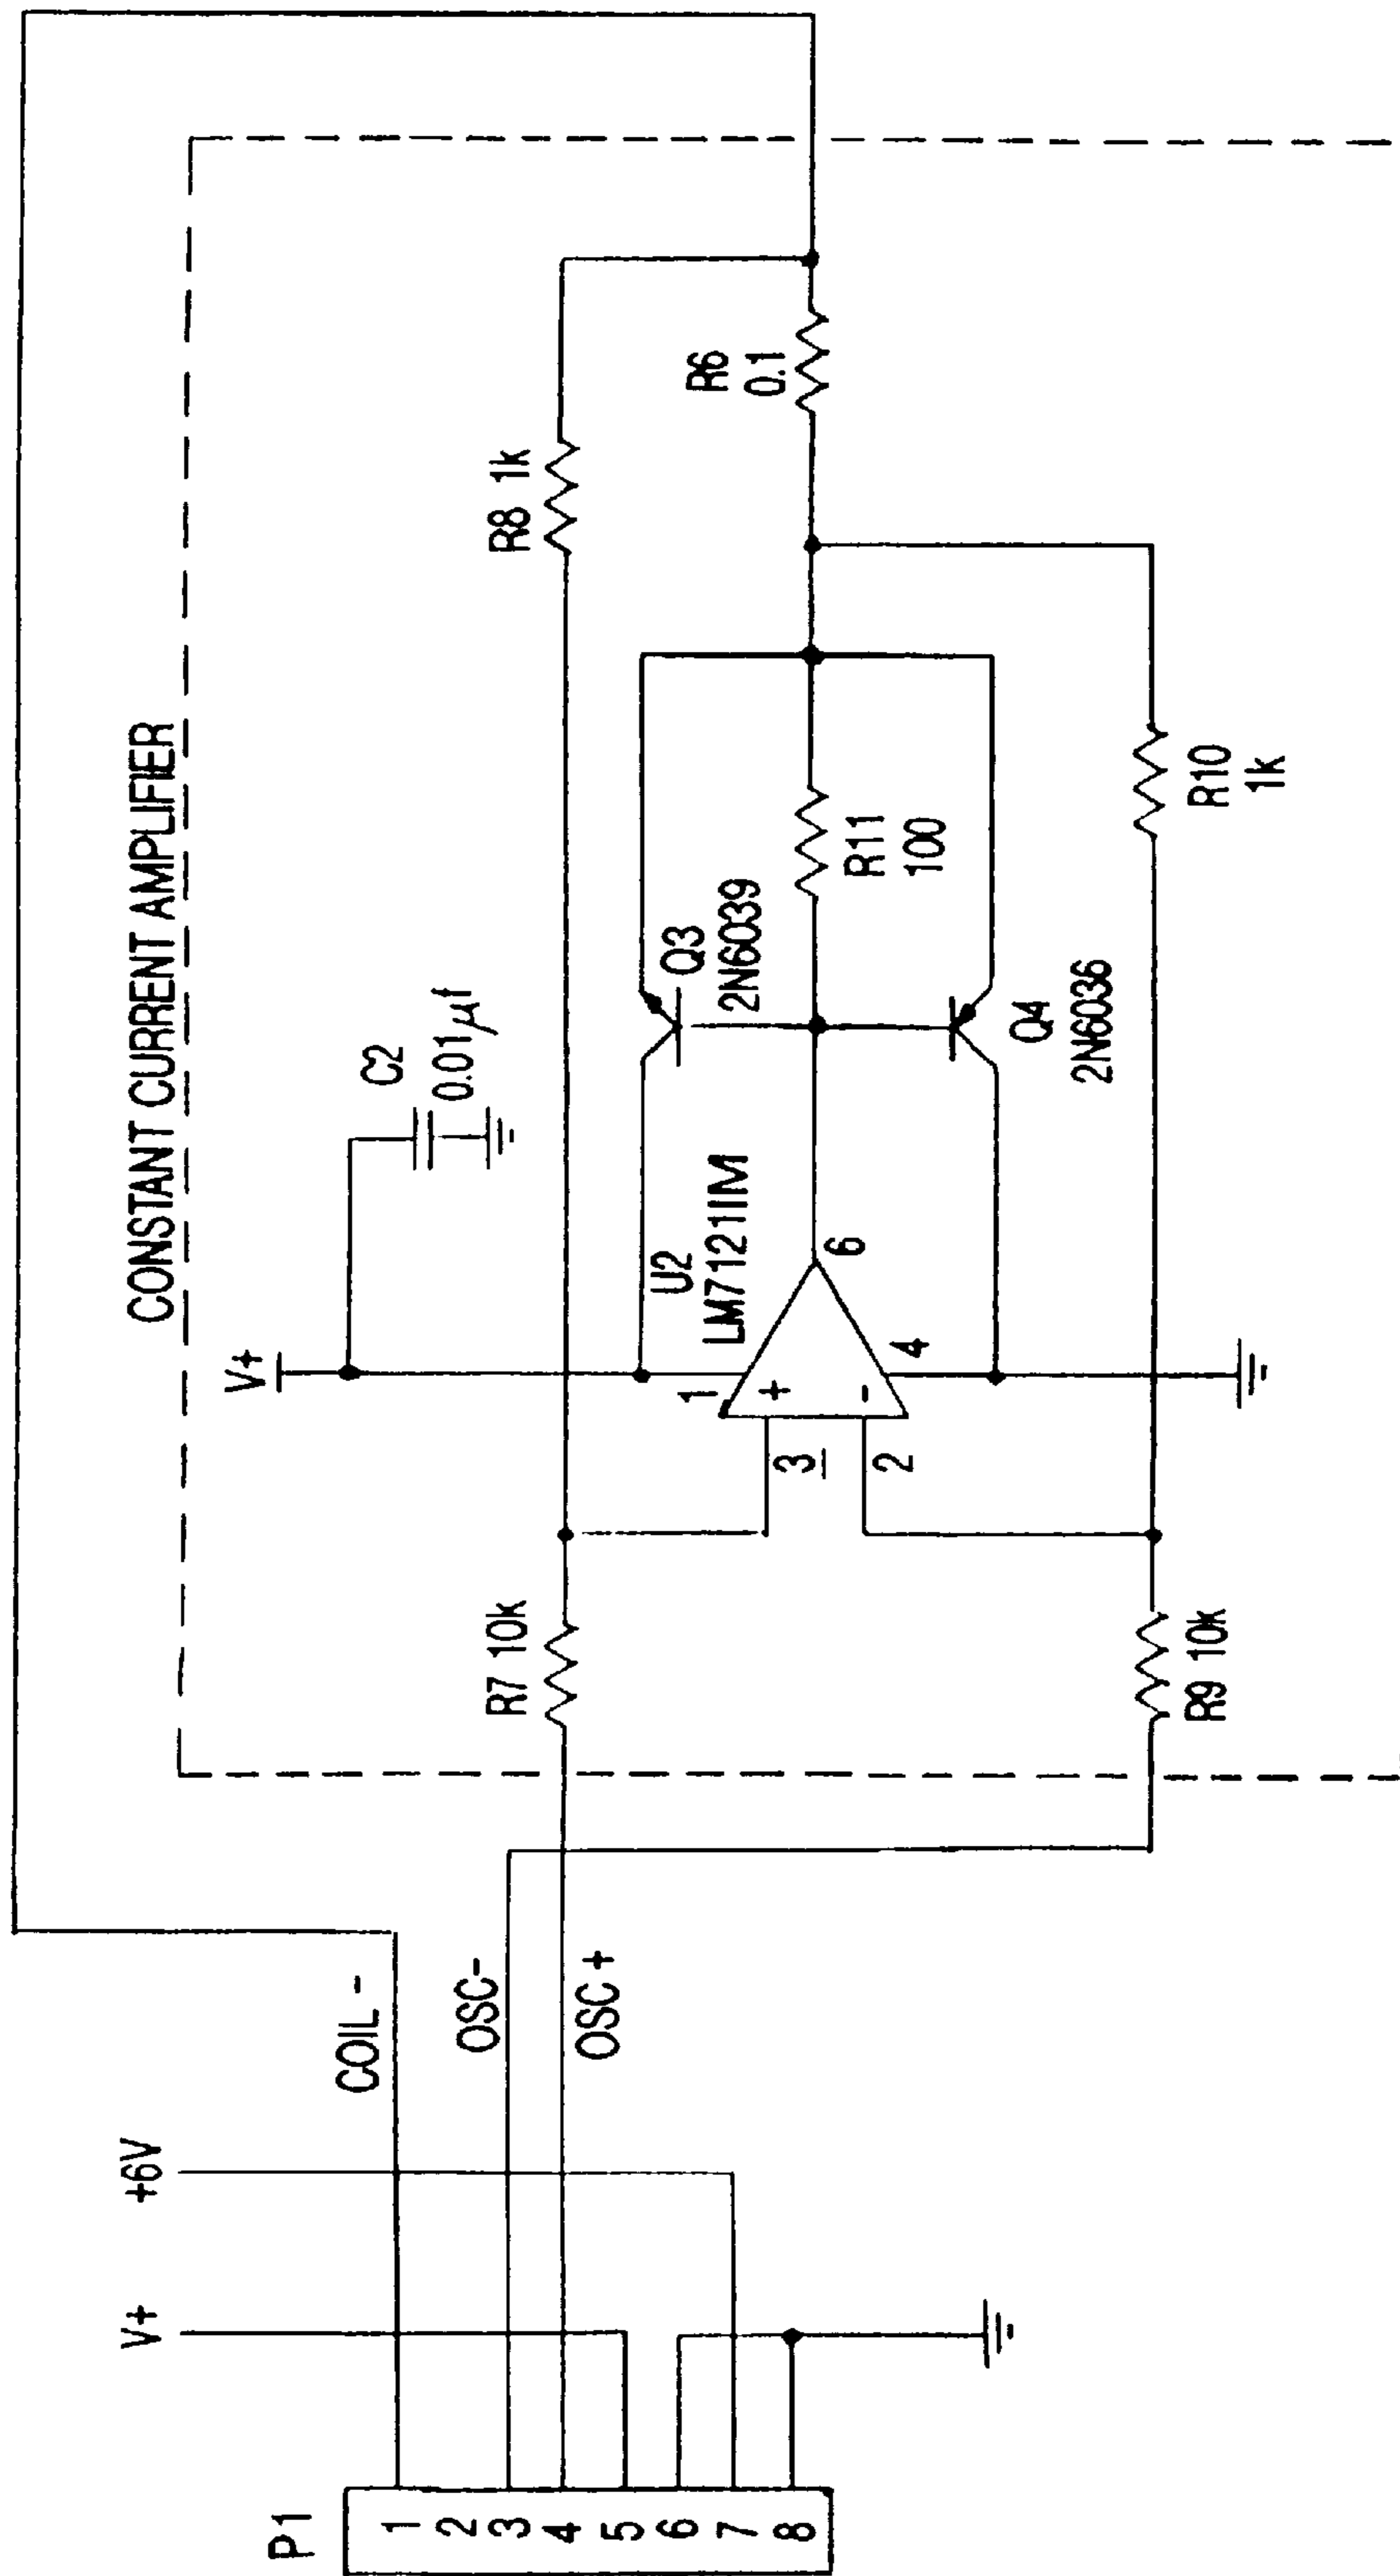 CONSTANT CURRENT AMPLIFIER
P1
1
2
3
4
5
6
7
8
V+
+6V
COIL -
OSC-
OSC +
R7 10k
R9 10k
V+
C2
0.01µf
U2
LM7121IM
1
+
3
-
2
4
6
Q3
2N6039
Q4
2N6036
R11
100
R8 1k
R10
1k
R6
0.1